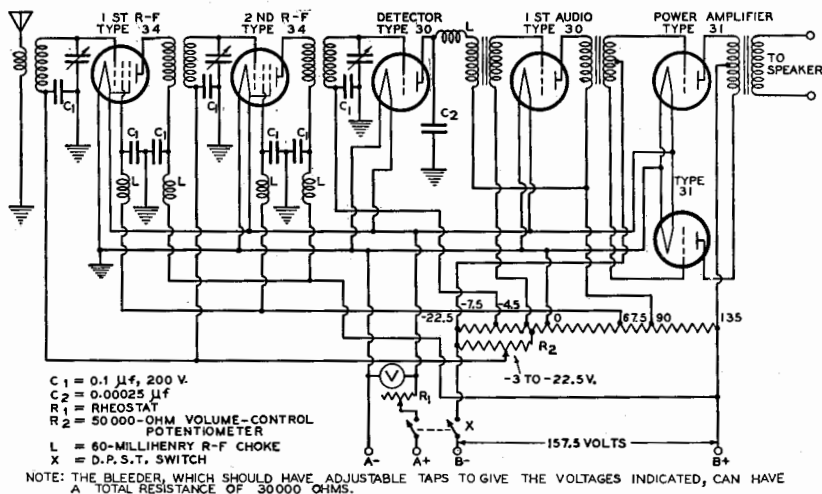 1 ST R-F
TYPE 34
2 ND R-F
TYPE 34
DETECTOR
TYPE 30
L
1 ST AUDIO
TYPE 30
POWER AMPLIFIER
TYPE 31
TO
SPEAKER
C1
C1
C1
C2
C1 C1
C1 C1
L L
L L
TYPE
31
-22.5 -7.5 -4.5 0 67.5 90 135
R2
-3 TO -22.5 V.
V
R1
X
157.5 VOLTS
A- A+ B- B+
C1 = 0.1 µf, 200 V.
C2 = 0.00025 µf
R1 = RHEOSTAT
R2 = 50 000-OHM VOLUME-CONTROL
POTENTIOMETER
L = 60-MILLIHENRY R-F CHOKE
X = D.P.S.T. SWITCH
NOTE: THE BLEEDER, WHICH SHOULD HAVE ADJUSTABLE TAPS TO GIVE THE VOLTAGES INDICATED, CAN HAVE
A TOTAL RESISTANCE OF 30000 OHMS.